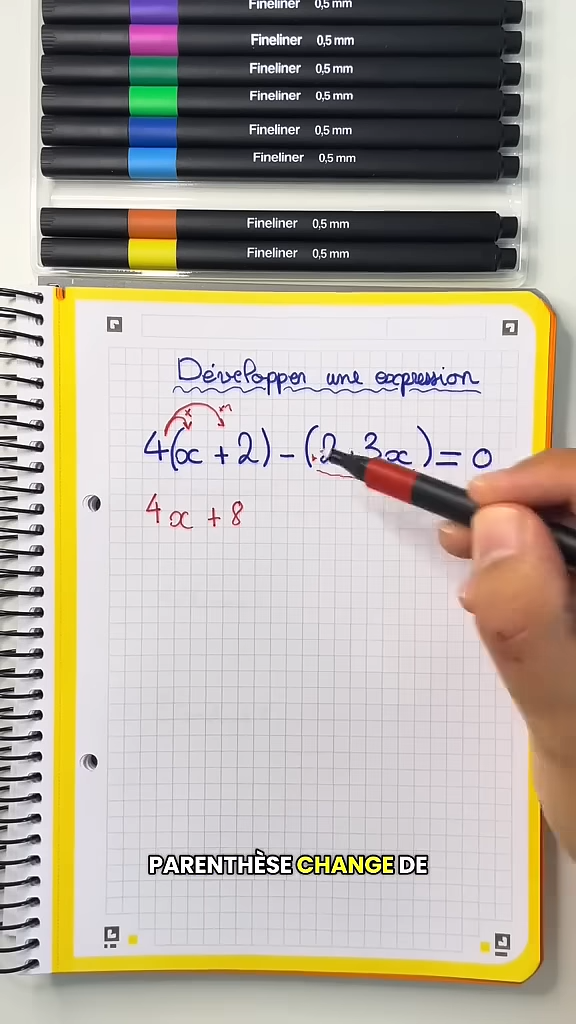 Fineliner 0,5 mm
Fineliner 0,5 mm
Fineliner 0,5 mm
Fineliner 0,5 mm
Fineliner 0,5 mm
Fineliner 0,5 mm
Fineliner 0,5 mm
Fineliner 0,5 mm
Développer une expression
4(x + 2) - (2 + 3x) = 0
4x + 8
PARENTHÈSE CHANGE DE